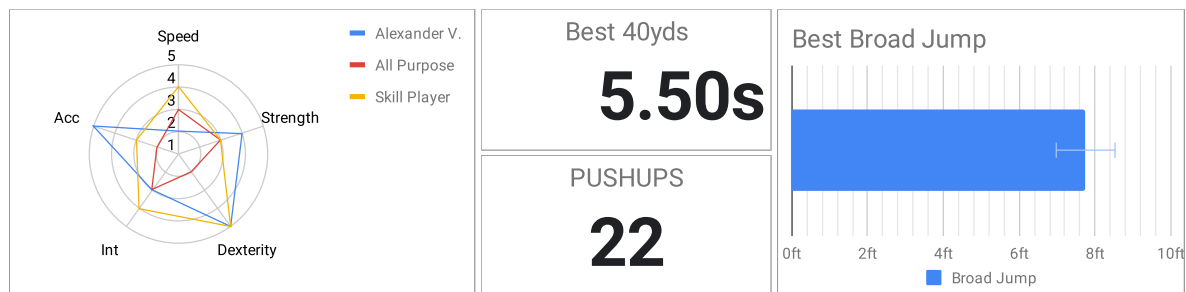 Speed
5
4
3
2
1
Acc
Strength
Int
Dexterity
Alexander V.
All Purpose
Skill Player
Best 40yds
5.50s
PUSHUPS
22
Best Broad Jump
0ft 2ft 4ft 6ft 8ft 10ft
Broad Jump